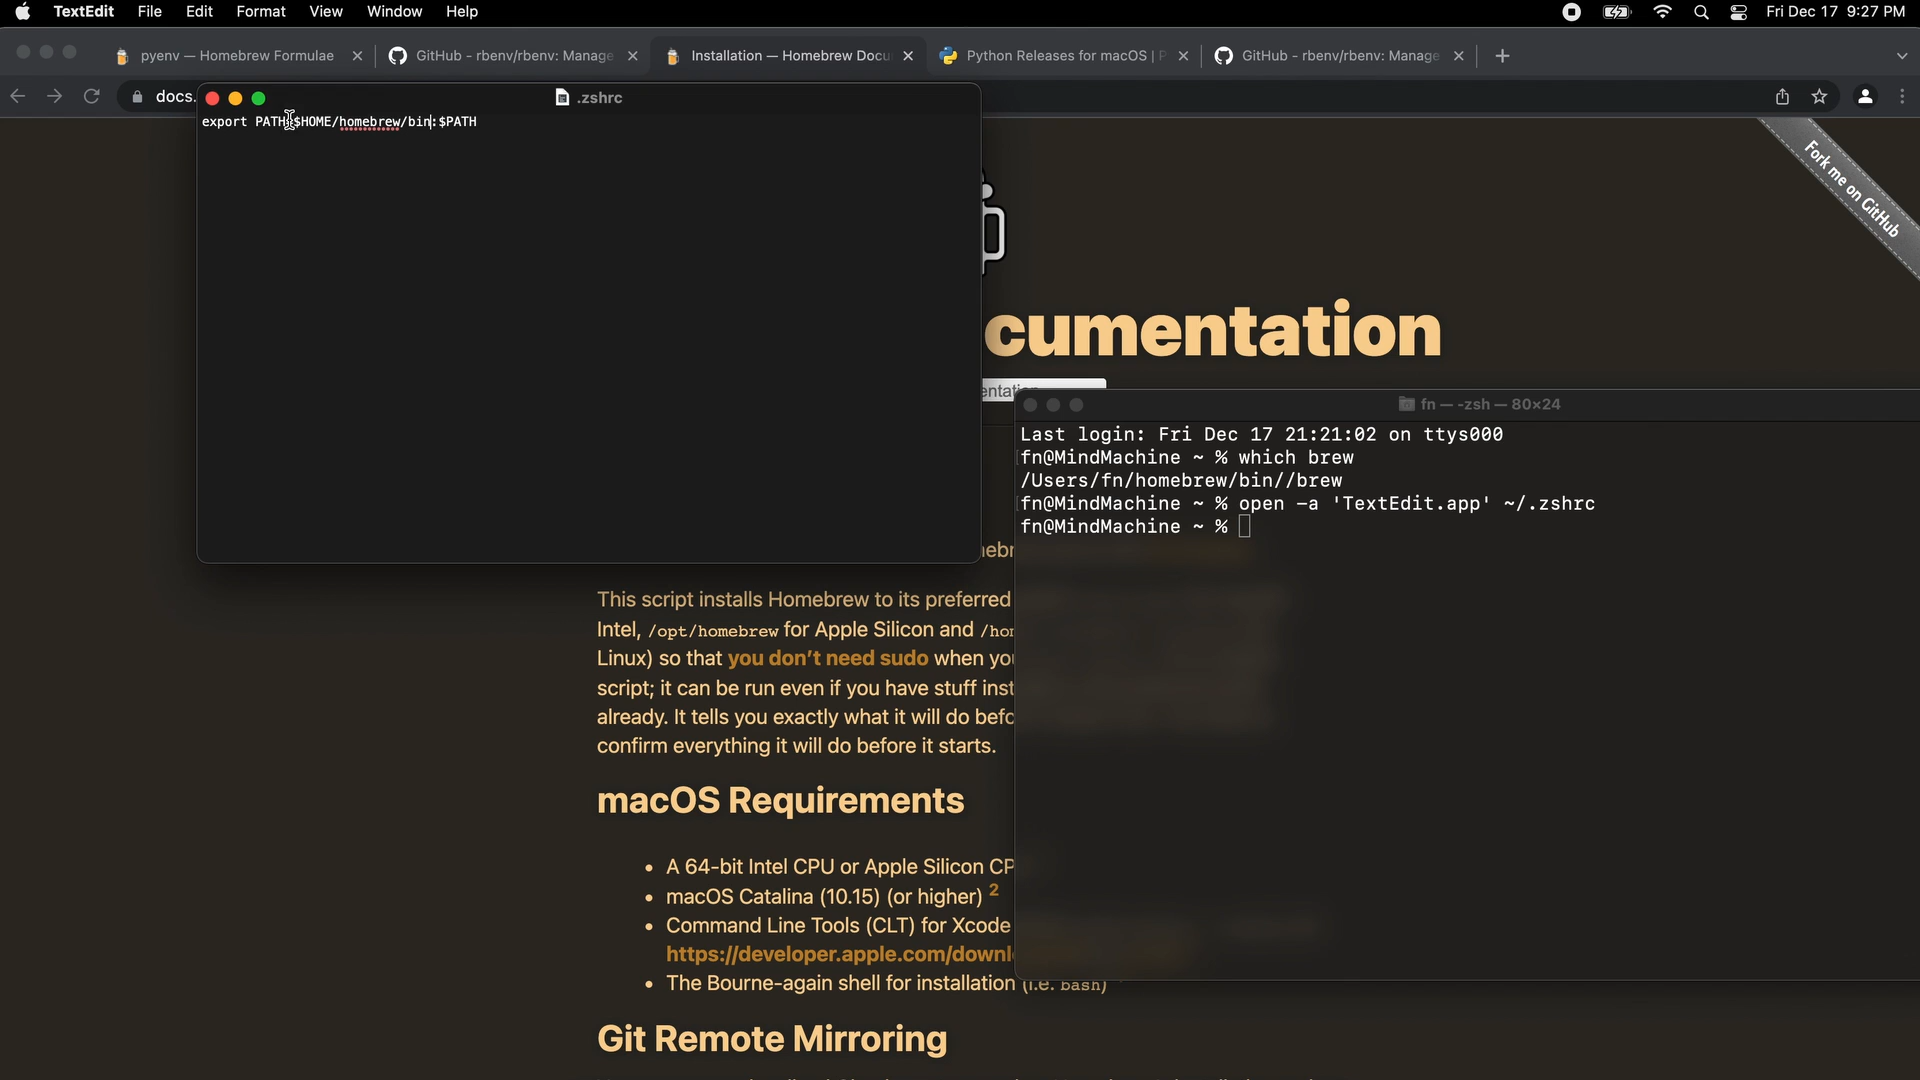 TextEdit File Edit Format View Window Help Fri Dec 17 9:27 PM
pyenv — Homebrew Formulae GitHub - rbenv/rbenv: Manage Installation — Homebrew Docu Python Releases for macOS | P GitHub - rbenv/rbenv: Manage
docs.
.zshrc
export PATH=$HOME/homebrew/bin:$PATH
Fork me on GitHub
cumentation
fn — -zsh — 80×24
Last login: Fri Dec 17 21:21:02 on ttys000
fn@MindMachine ~ % which brew
/Users/fn/homebrew/bin//brew
fn@MindMachine ~ % open -a 'TextEdit.app' ~/.zshrc
fn@MindMachine ~ %
This script installs Homebrew to its preferred
Intel, /opt/homebrew for Apple Silicon and /hom
Linux) so that you don't need sudo when you
script; it can be run even if you have stuff inst
already. It tells you exactly what it will do befo
confirm everything it will do before it starts.
macOS Requirements
• A 64-bit Intel CPU or Apple Silicon CP
• macOS Catalina (10.15) (or higher) 2
• Command Line Tools (CLT) for Xcode
https://developer.apple.com/downl
• The Bourne-again shell for installation (i.e. bash)
Git Remote Mirroring